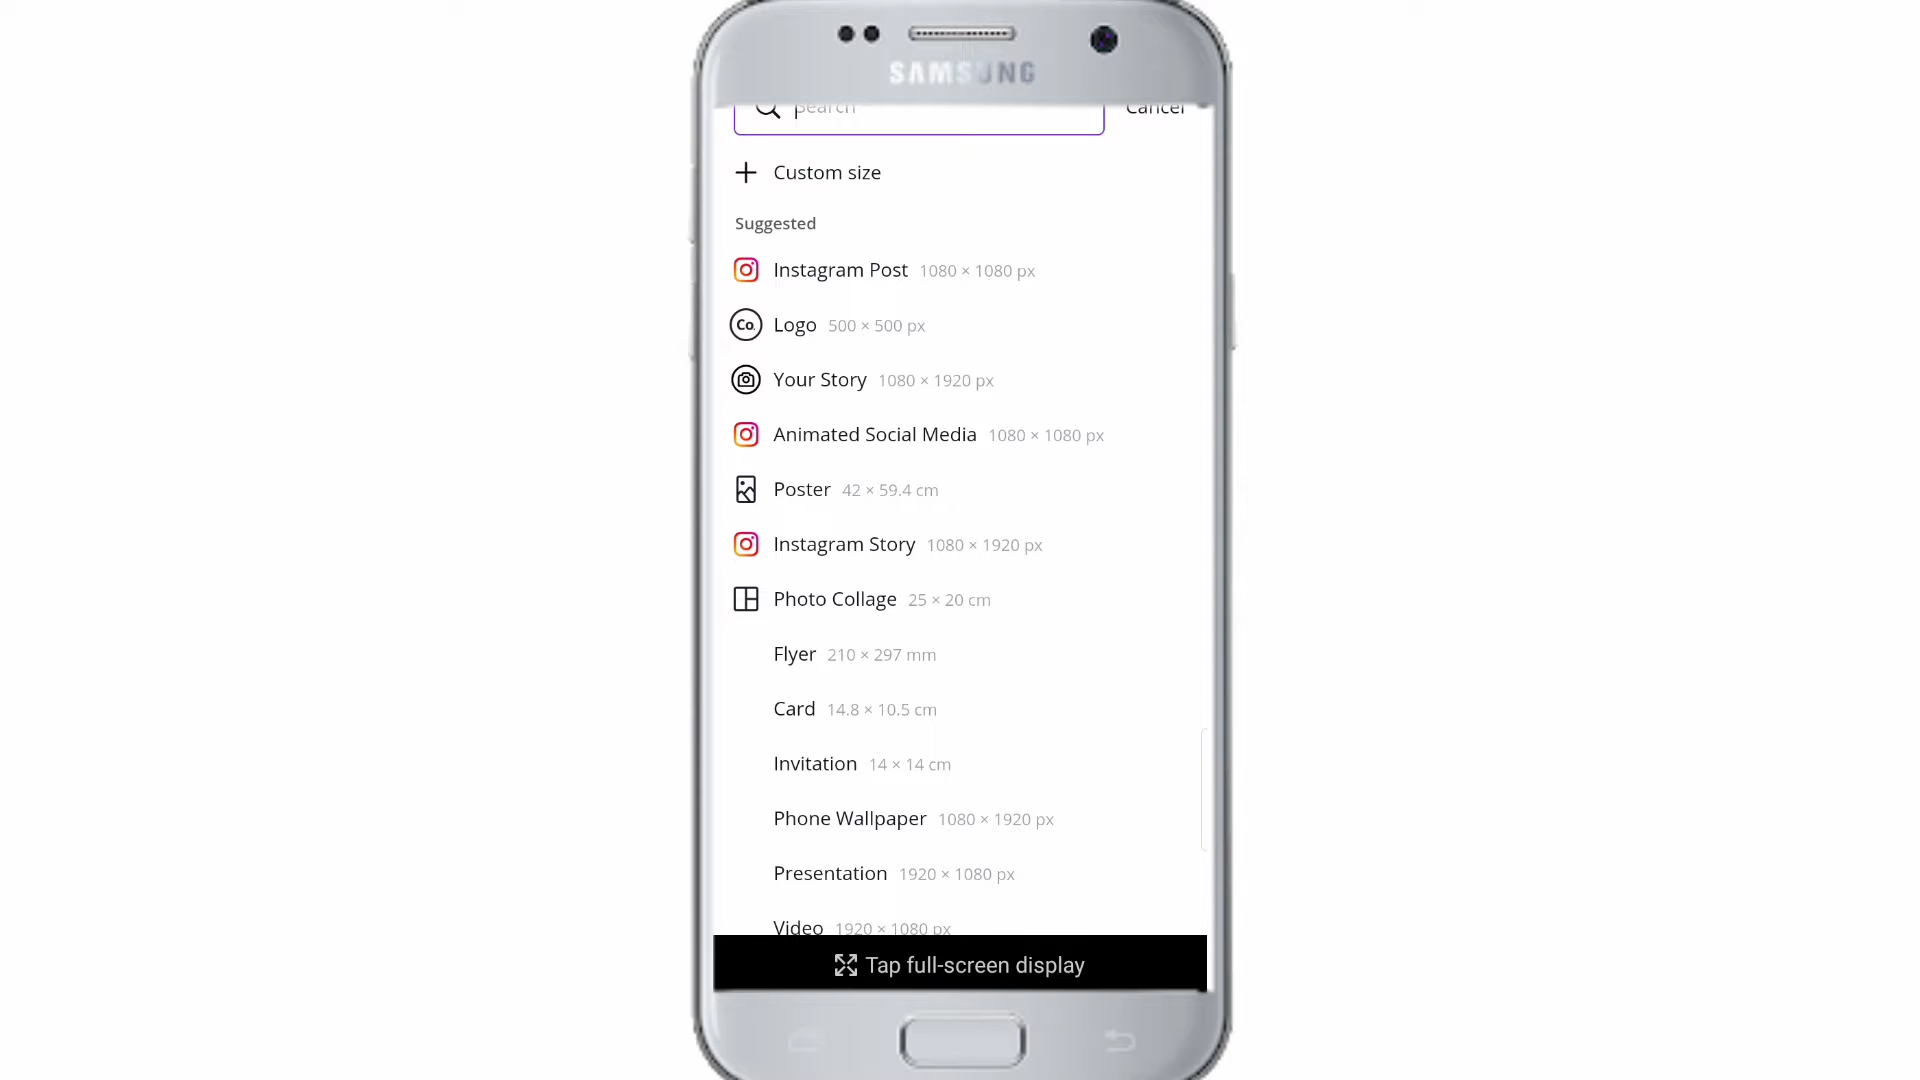 SAMSUNG
Search
Cancel
Custom size
Suggested
Instagram Post 1080 × 1080 px
Co. Logo 500 × 500 px
Your Story 1080 × 1920 px
Animated Social Media 1080 × 1080 px
Poster 42 × 59.4 cm
Instagram Story 1080 × 1920 px
Photo Collage 25 × 20 cm
Flyer 210 × 297 mm
Card 14.8 × 10.5 cm
Invitation 14 × 14 cm
Phone Wallpaper 1080 × 1920 px
Presentation 1920 × 1080 px
Video 1920 × 1080 px
Tap full-screen display